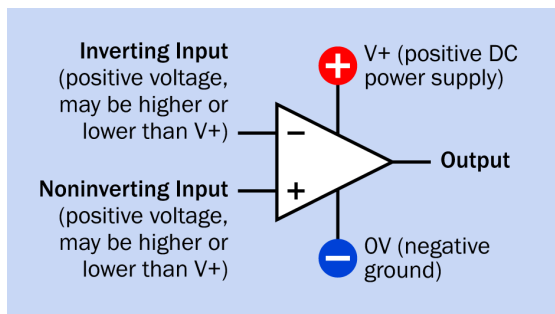 Inverting Input
(positive voltage,
may be higher or
lower than V+)
Noninverting Input
(positive voltage,
may be higher or
lower than V+)
+
V+ (positive DC
power supply)
−
+
Output
−
0V (negative
ground)